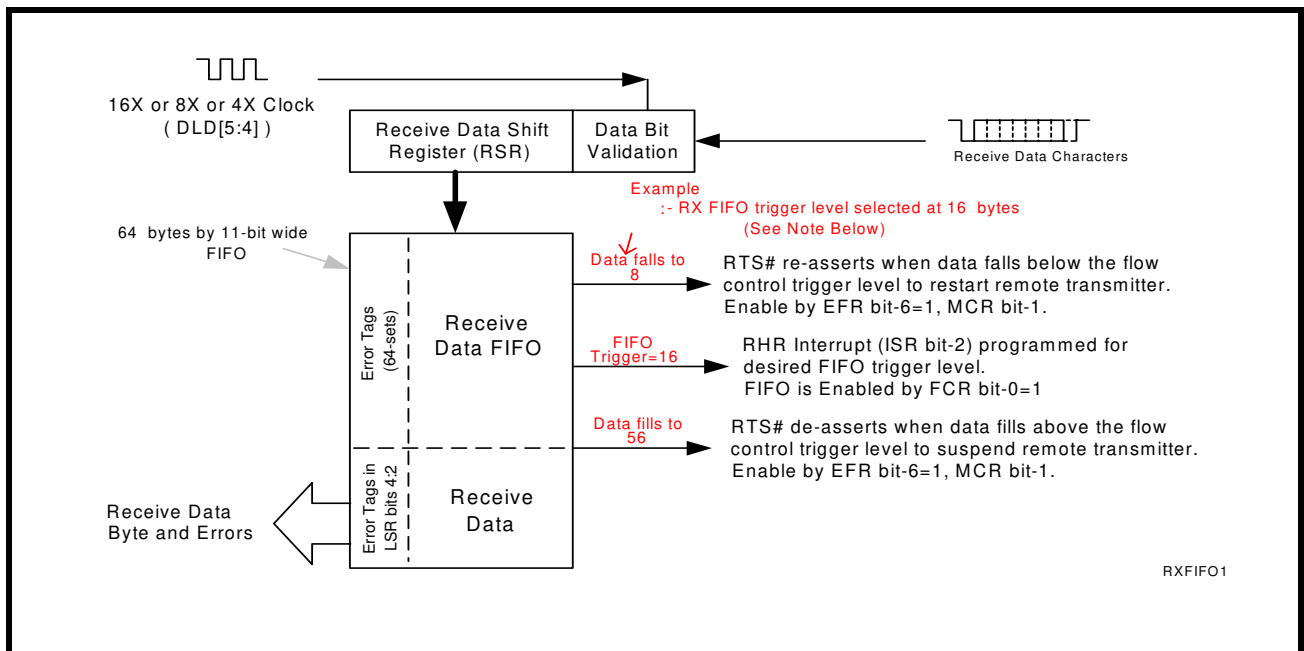 16X or 8X or 4X Clock
( DLD[5:4] )
Receive Data Shift
Register (RSR)
Data Bit
Validation
Receive Data Characters
Example
:- RX FIFO trigger level selected at 16 bytes
(See Note Below)
64 bytes by 11-bit wide
FIFO
Error Tags
(64-sets)
Receive
Data FIFO
Data falls to
8
RTS# re-asserts when data falls below the flow
control trigger level to restart remote transmitter.
Enable by EFR bit-6=1, MCR bit-1.
FIFO
Trigger=16
RHR Interrupt (ISR bit-2) programmed for
desired FIFO trigger level.
FIFO is Enabled by FCR bit-0=1
Data fills to
56
RTS# de-asserts when data fills above the flow
control trigger level to suspend remote transmitter.
Enable by EFR bit-6=1, MCR bit-1.
Error Tags in
LSR bits 4:2
Receive
Data
Receive Data
Byte and Errors
RXFIFO1